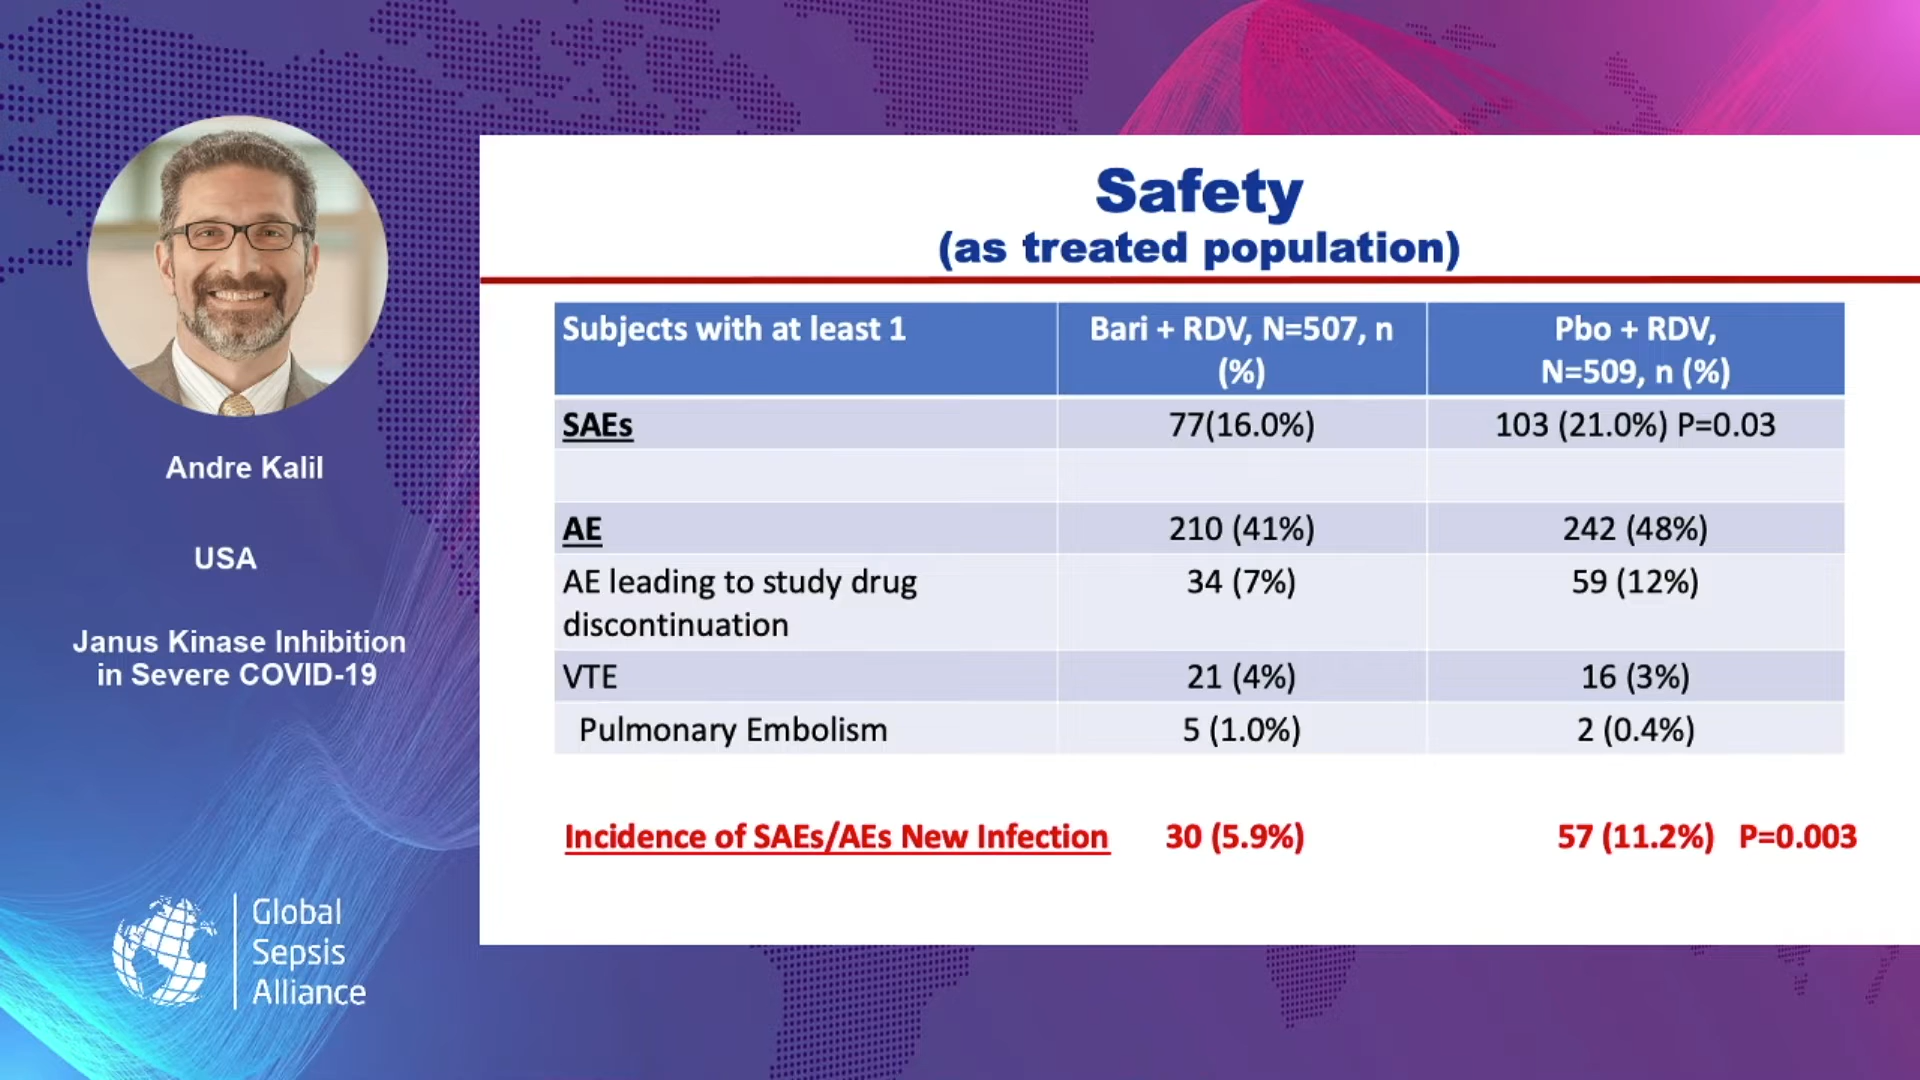 Andre Kalil
USA
Janus Kinase Inhibition
in Severe COVID-19
Global
Sepsis
Alliance
Safety
(as treated population)
Subjects with at least 1
Bari + RDV, N=507, n
(%)
Pbo + RDV,
N=509, n (%)
SAEs
77(16.0%)
103 (21.0%) P=0.03
AE
210 (41%)
242 (48%)
AE leading to study drug
discontinuation
34 (7%)
59 (12%)
VTE
21 (4%)
16 (3%)
Pulmonary Embolism
5 (1.0%)
2 (0.4%)
Incidence of SAEs/AEs New Infection
30 (5.9%)
57 (11.2%) P=0.003